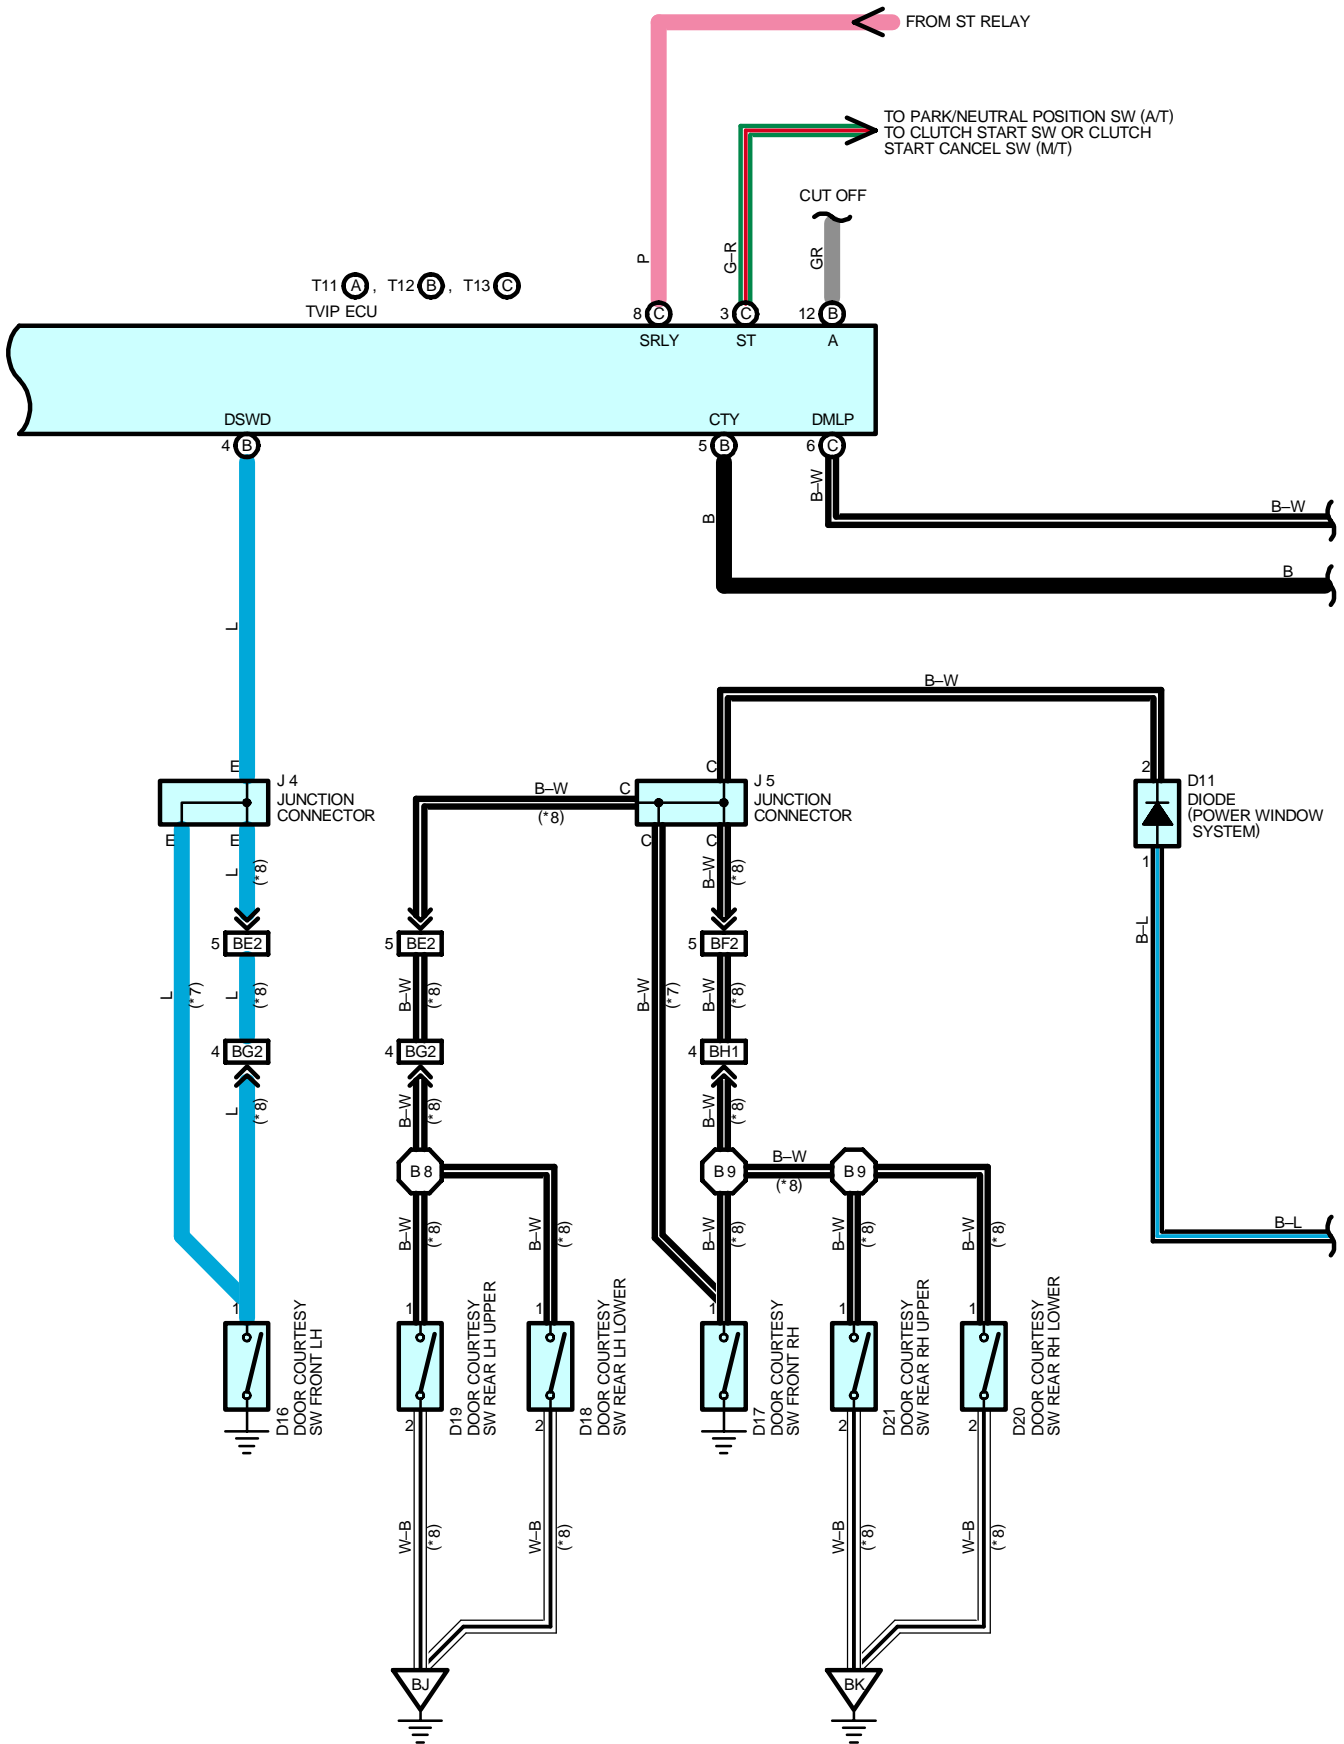 FROM ST RELAY
TO PARK/NEUTRAL POSITION SW (A/T)
TO CLUTCH START SW OR CLUTCH
START CANCEL SW (M/T)
CUT OFF
P
G–R
GR
T11 A , T12 B , T13 C
TVIP ECU
8 C
3 C
12 B
SRLY
ST
A
DSWD
CTY
DMLP
4 B
5 B
6 C
B–W
B–W
B
B
L
B–W
E
C
2
J 4
JUNCTION
CONNECTOR
B–W
(*8)
C
J 5
JUNCTION
CONNECTOR
D11
DIODE
(POWER WINDOW
SYSTEM)
E
E
C
C
1
L
(*8)
B–W
(*8)
B–L
5 BE2
5 BE2
5 BF2
L
(*7)
L
(*8)
B–W
(*8)
B–W
(*7)
B–W
(*8)
4 BG2
4 BG2
4 BH1
L
(*8)
B–W
(*8)
B–W
(*8)
B 8
B 9
B–W
(*8)
B 9
B–W
(*8)
B–W
(*8)
B–W
(*8)
B–W
(*8)
B–W
(*8)
B–L
1
1
1
1
1
1
D16
DOOR COURTESY
SW FRONT LH
D19
DOOR COURTESY
SW REAR LH UPPER
D18
DOOR COURTESY
SW REAR LH LOWER
D17
DOOR COURTESY
SW FRONT RH
D21
DOOR COURTESY
SW REAR RH UPPER
D20
DOOR COURTESY
SW REAR RH LOWER
2
2
2
2
W–B
(*8)
W–B
(*8)
W–B
(*8)
W–B
(*8)
BJ
BK